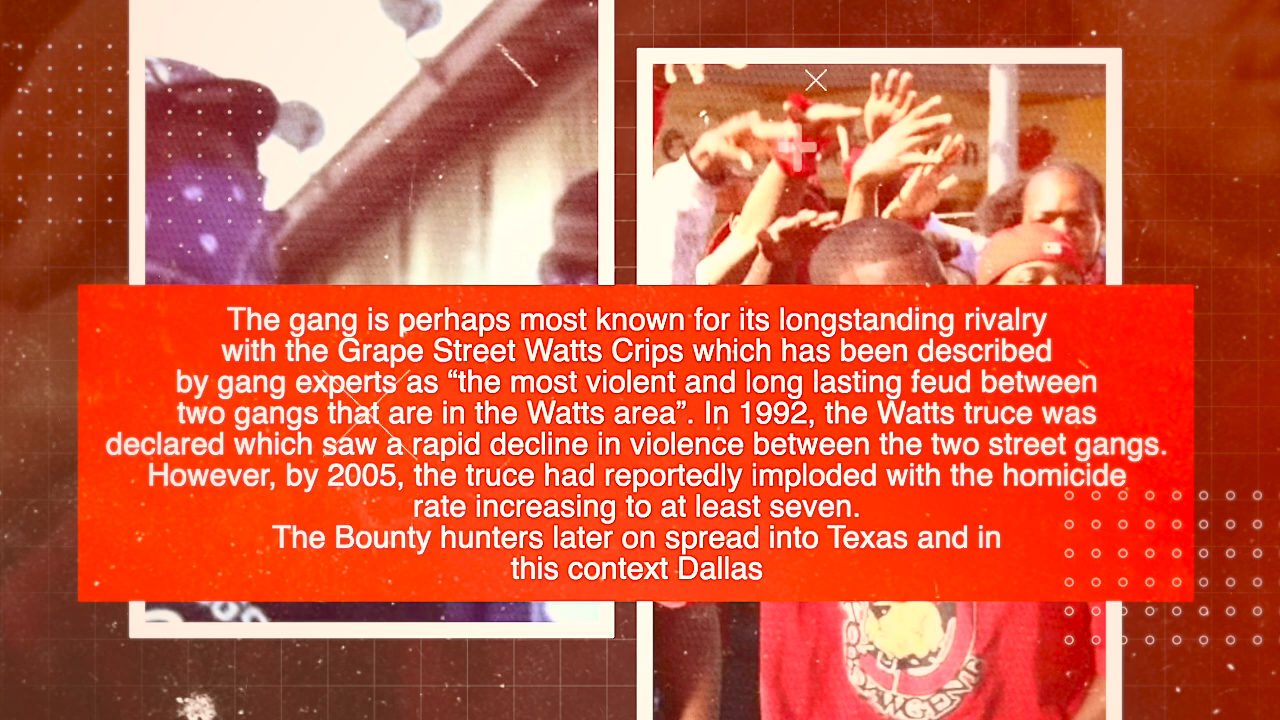 The gang is perhaps most known for its longstanding rivalry
with the Grape Street Watts Crips which has been described
by gang experts as “the most violent and long lasting feud between
two gangs that are in the Watts area”. In 1992, the Watts truce was
declared which saw a rapid decline in violence between the two street gangs.
However, by 2005, the truce had reportedly imploded with the homicide
rate increasing to at least seven.
The Bounty hunters later on spread into Texas and in
this context Dallas